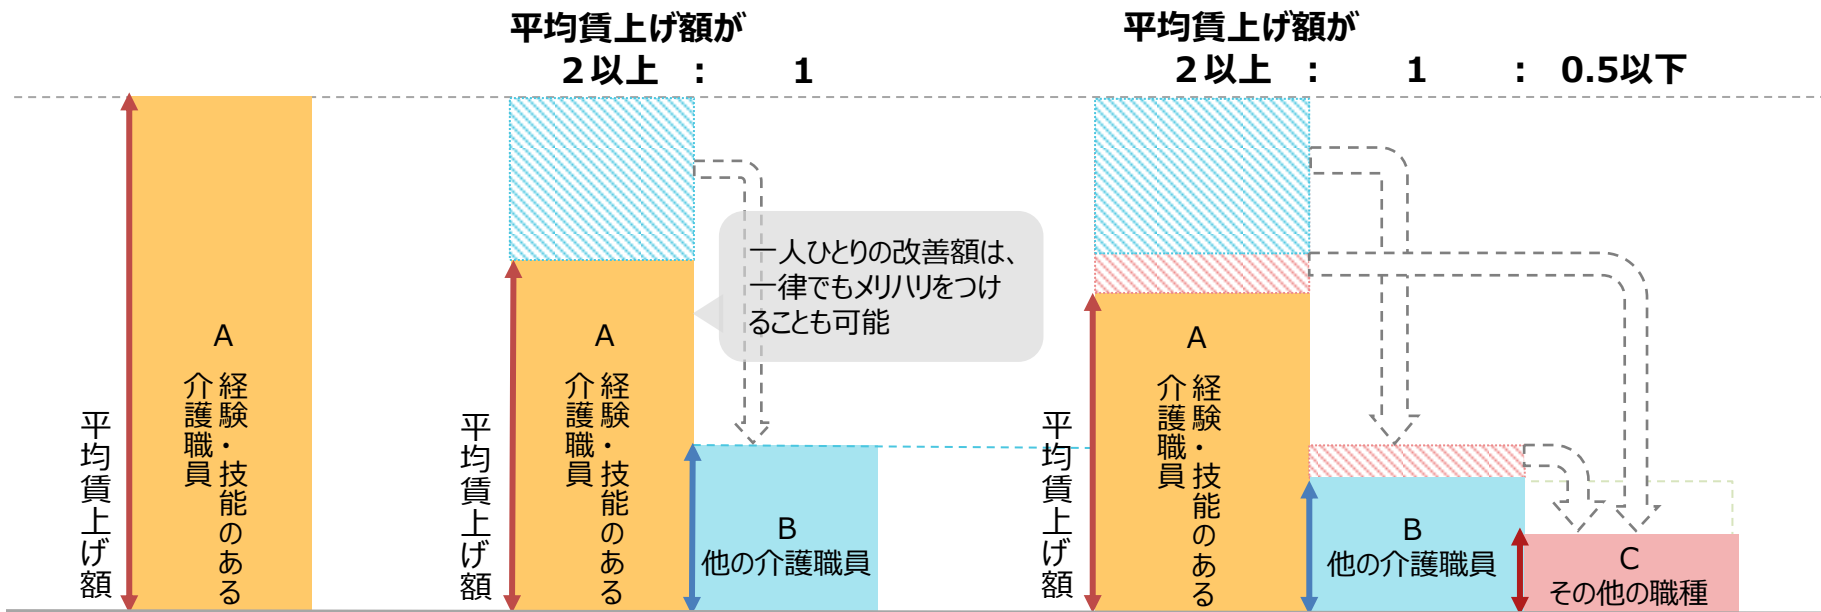 平均賃上げ額が
２以上 ： 1
平均賃上げ額が
２以上 ： 1 ： 0.5以下
平均賃上げ額
A
経験・技能のある
介護職員
平均賃上げ額
A
経験・技能のある
介護職員
一人ひとりの改善額は、
一律でもメリハリをつけ
ることも可能
B
他の介護職員
平均賃上げ額
A
経験・技能のある
介護職員
B
他の介護職員
C
その他の職種